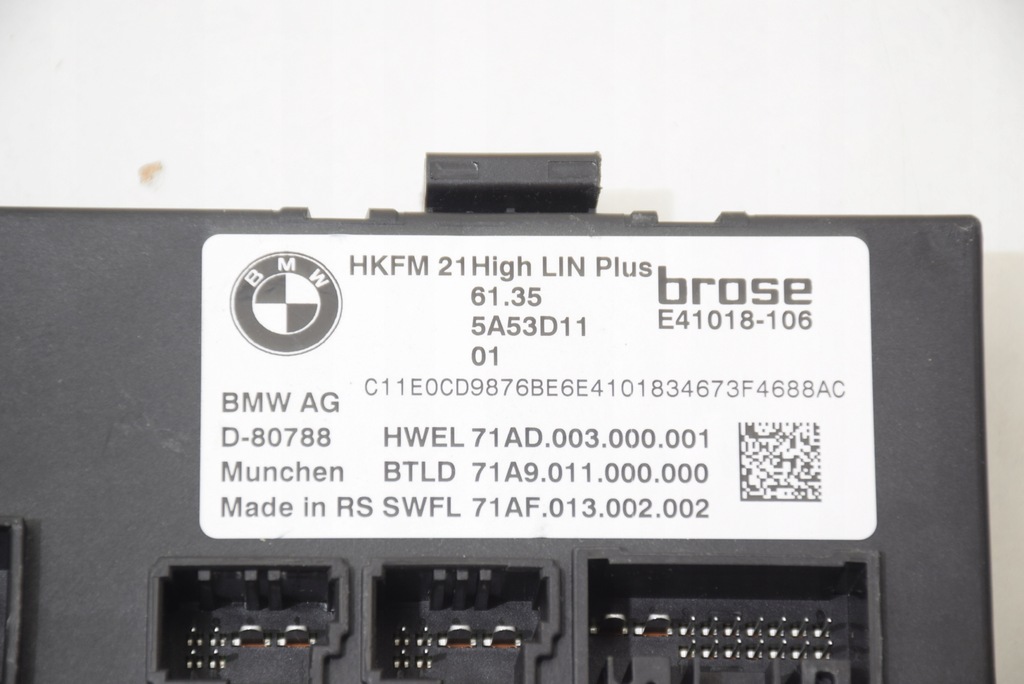 BMW
HKFM 21High LIN Plus
brose
61.35
E41018-106
5A53D11
01
C11E0CD9876BE6E4101834673F4688AC
BMW AG
D-80788 HWEL 71AD.003.000.001
Munchen BTLD 71A9.011.000.000
Made in RS SWFL 71AF.013.002.002